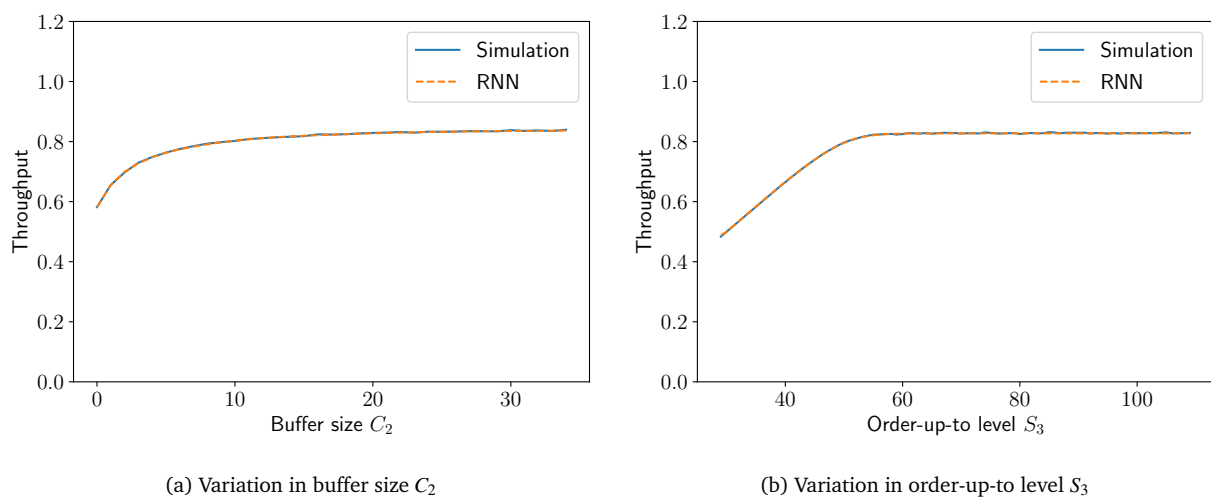 1.2
1.0
0.8
0.6
0.4
0.2
0.0
Throughput
Simulation
RNN
0 10 20 30
Buffer size C₂
(a) Variation in buffer size C₂
1.2
1.0
0.8
0.6
0.4
0.2
0.0
Throughput
Simulation
RNN
40 60 80 100
Order-up-to level S₃
(b) Variation in order-up-to level S₃